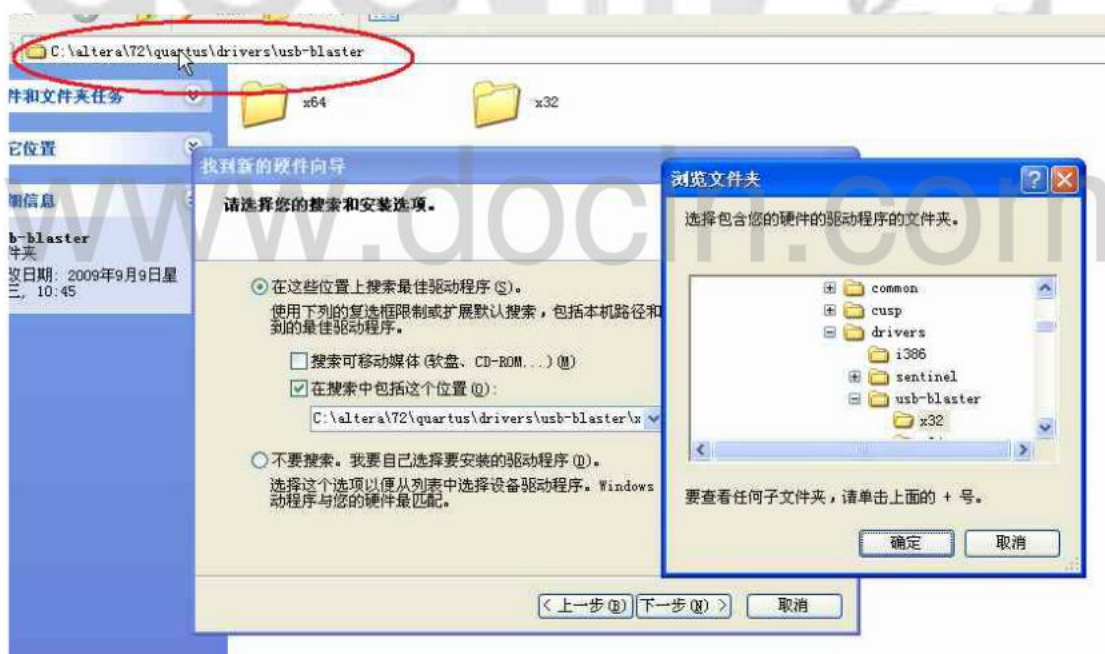 C:\altera\72\quartus\drivers\usb-blaster
件和文件夹任务
x64
x32
它位置
细信息
b-blaster
件夹
改日期: 2009年9月9日星
三, 10:45
找到新的硬件向导
请选择您的搜索和安装选项。
在这些位置上搜索最佳驱动程序(S)。
使用下列的复选框限制或扩展默认搜索,包括本机路径和
到的最佳驱动程序。
搜索可移动媒体(软盘、CD-ROM...)(M)
在搜索中包括这个位置(O):
C:\altera\72\quartus\drivers\usb-blaster\x
不要搜索。我要自己选择要安装的驱动程序(D)。
选择这个选项以便从列表中选择设备驱动程序。Windows
动程序与您的硬件最匹配。
< 上一步(B)
下一步(N) >
取消
浏览文件夹
选择包含您的硬件的驱动程序的文件夹。
common
cusp
drivers
i386
sentinel
usb-blaster
x32
要查看任何子文件夹,请单击上面的 + 号。
确定
取消
www.docin.com